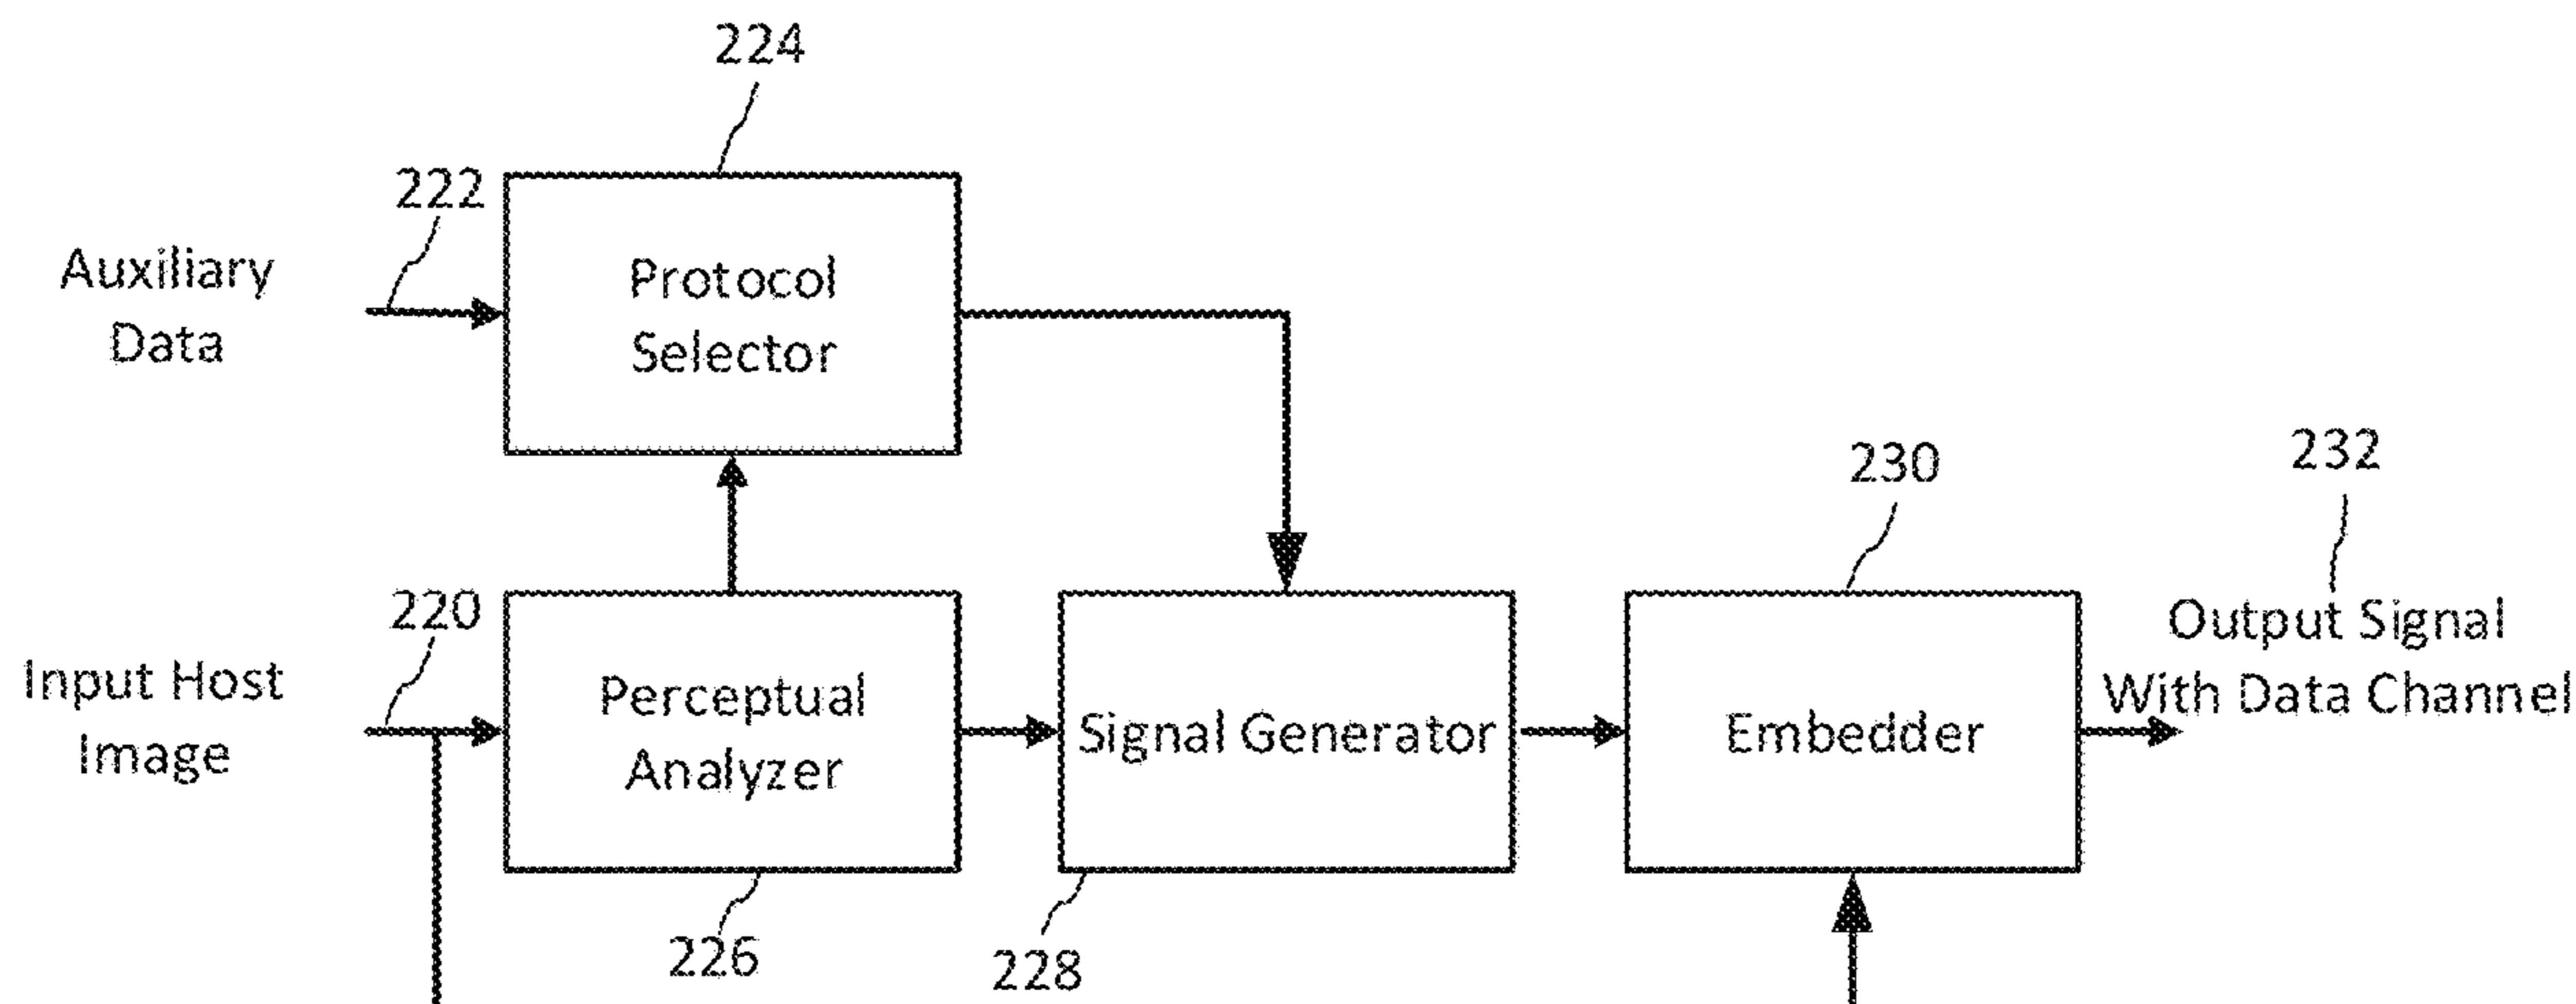 224
222
Auxiliary
Data
Protocol
Selector
230
232
220
Input Host
Image
Perceptual
Analyzer
Signal Generator
Embedder
Output Signal
With Data Channel
226
228